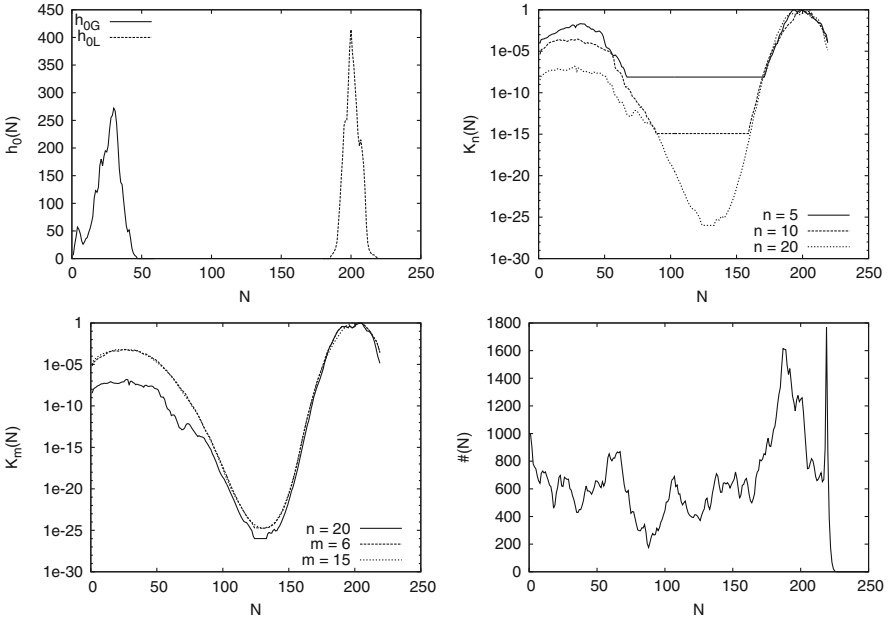 450
400
350
300
250
200
150
100
50
0
h₀(N)
h₀G
h₀L
0 50 100 150 200 250
N
1
1e-05
1e-10
1e-15
1e-20
1e-25
1e-30
Kₙ(N)
n = 5
n = 10
n = 20
0 50 100 150 200 250
N
1
1e-05
1e-10
1e-15
1e-20
1e-25
1e-30
Kₘ(N)
n = 20
m = 6
m = 15
0 50 100 150 200 250
N
1800
1600
1400
1200
1000
800
600
400
200
0
#(N)
0 50 100 150 200 250
N